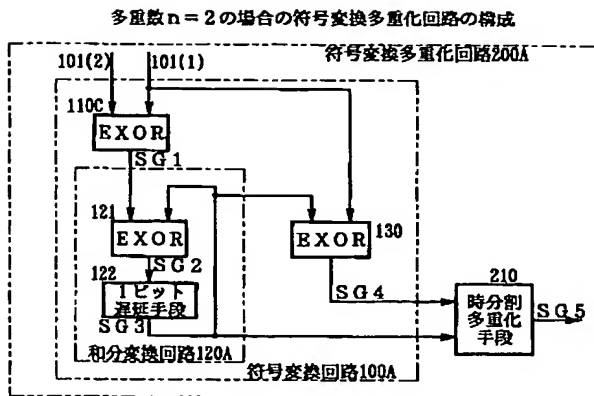 多重数n=2の場合の符号変換多重化回路の構成
符号変換多重化回路200A
101(2) 101(1)
110C
EXOR
SG1
121
EXOR
EXOR
130
SG2
122
1ビット
遅延手段
SG3
SG4
210
時分割
多重化
手段
SG5
和分変換回路120A
符号変換回路100A